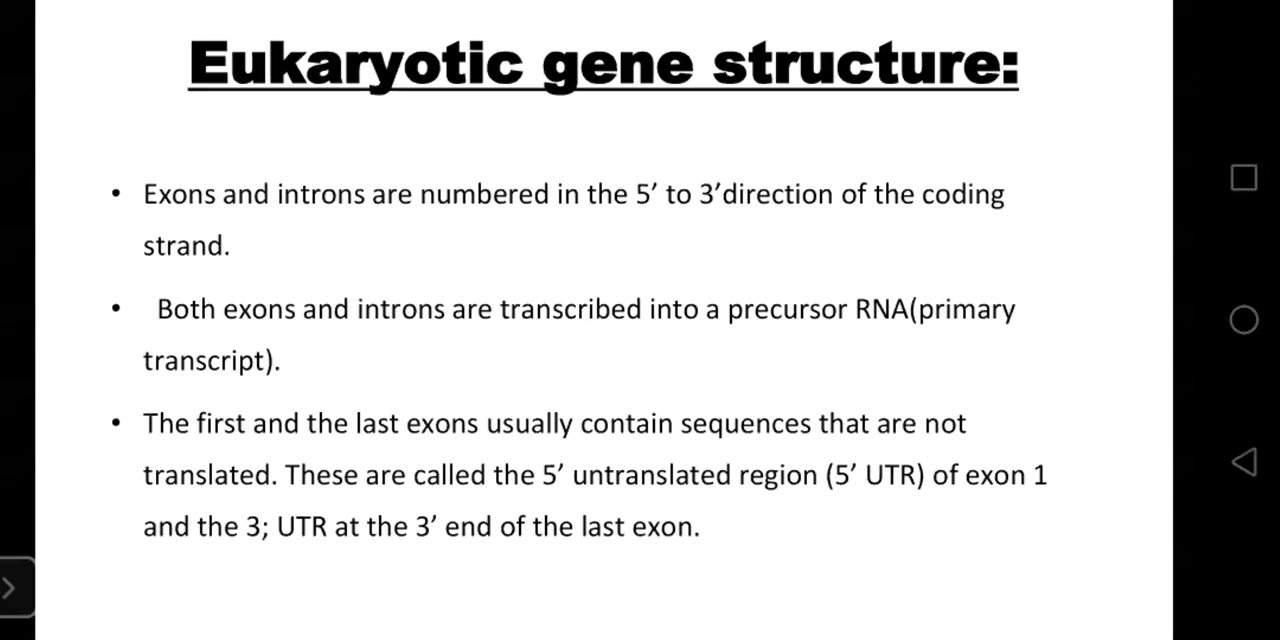 Eukaryotic gene structure:
• Exons and introns are numbered in the 5′ to 3′direction of the coding
strand.
• Both exons and introns are transcribed into a precursor RNA(primary
transcript).
• The first and the last exons usually contain sequences that are not
translated. These are called the 5′ untranslated region (5′ UTR) of exon 1
and the 3; UTR at the 3′ end of the last exon.